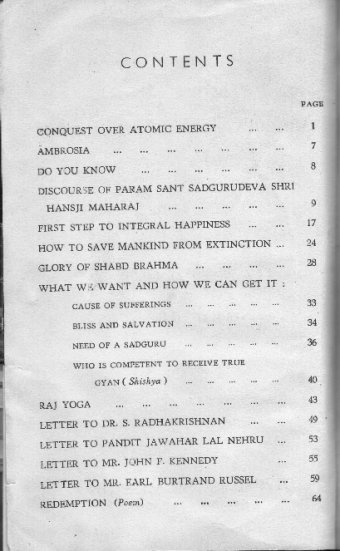 CONTENTS
PAGE
CONQUEST OVER ATOMIC ENERGY ... ... 1
AMBROSIA ... ... ... ... ... ... ... 7
DO YOU KNOW ... ... ... ... ... ... 8
DISCOURSE OF PARAM SANT SADGURUDEVA SHRI
HANSJI MAHARAJ ... ... ... ... ... 9
FIRST STEP TO INTEGRAL HAPPINESS ... ... 17
HOW TO SAVE MANKIND FROM EXTINCTION ... 24
GLORY OF SHABD BRAHMA ... ... ... ... 28
WHAT WE WANT AND HOW WE CAN GET IT :
CAUSE OF SUFFERINGS ... ... ... ... ... 33
BLISS AND SALVATION ... ... ... ... ... 34
NEED OF A SADGURU ... ... ... ... ... 36
WHO IS COMPETENT TO RECEIVE TRUE
GYAN ( Shishya ) ... ... ... ... ... 40
RAJ YOGA ... ... ... ... ... ... ... 43
LETTER TO DR. S. RADHAKRISHNAN ... ... 49
LETTER TO PANDIT JAWAHAR LAL NEHRU ... 53
LETTER TO MR. JOHN F. KENNEDY ... 55
LETTER TO MR. EARL BURTRAND RUSSEL ... 59
REDEMPTION (Poem) ... ... ... ... ... 64